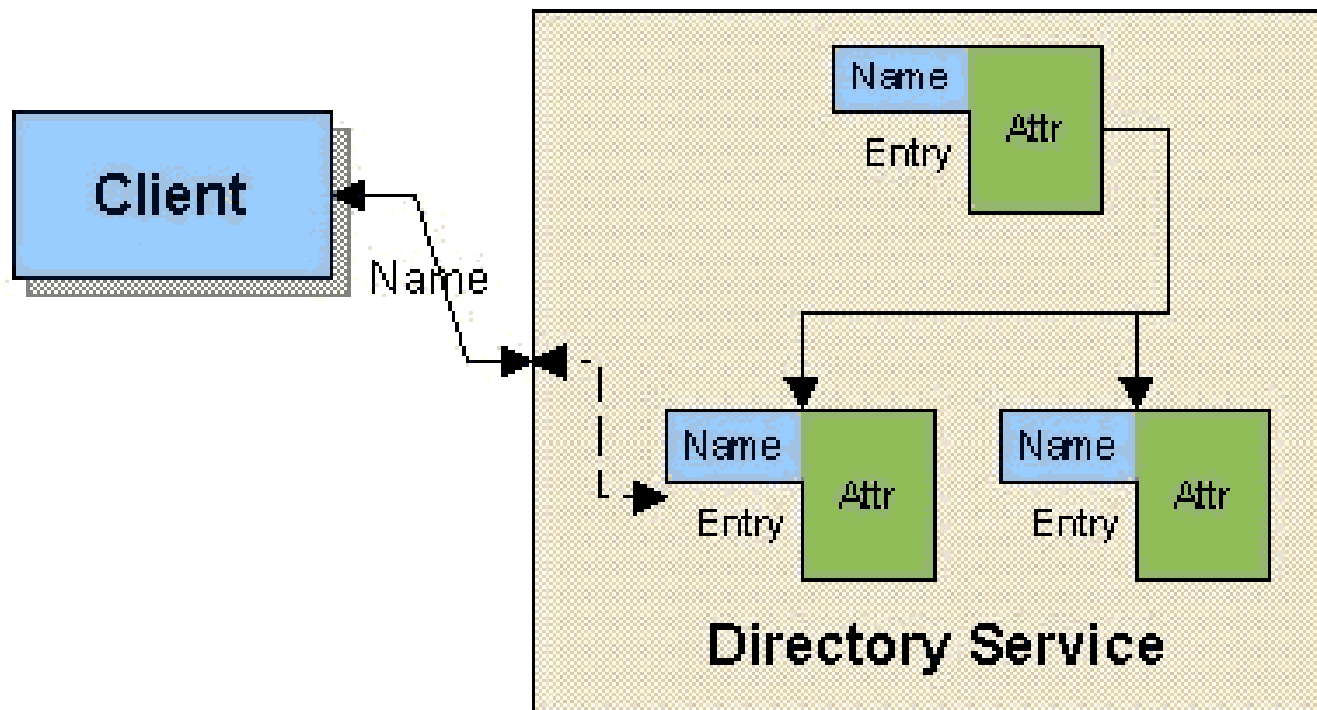 Name
Attr
Entry
Client
Name
Name
Attr
Entry
Name
Attr
Entry
Directory Service